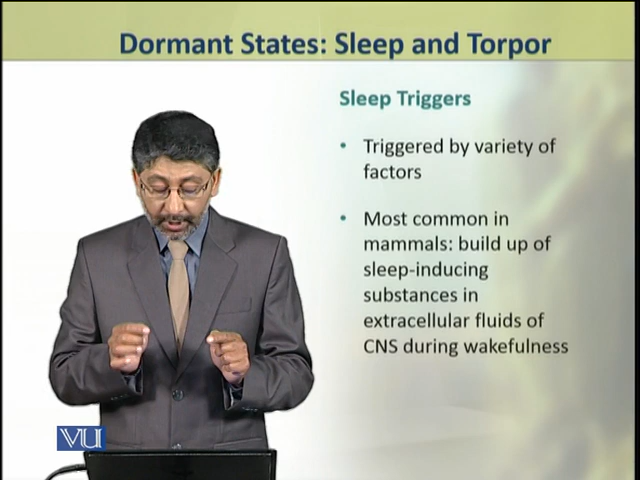 Dormant States: Sleep and Torpor
Sleep Triggers
• Triggered by variety of
factors
• Most common in
mammals: build up of
sleep-inducing
substances in
extracellular fluids of
CNS during wakefulness
VU